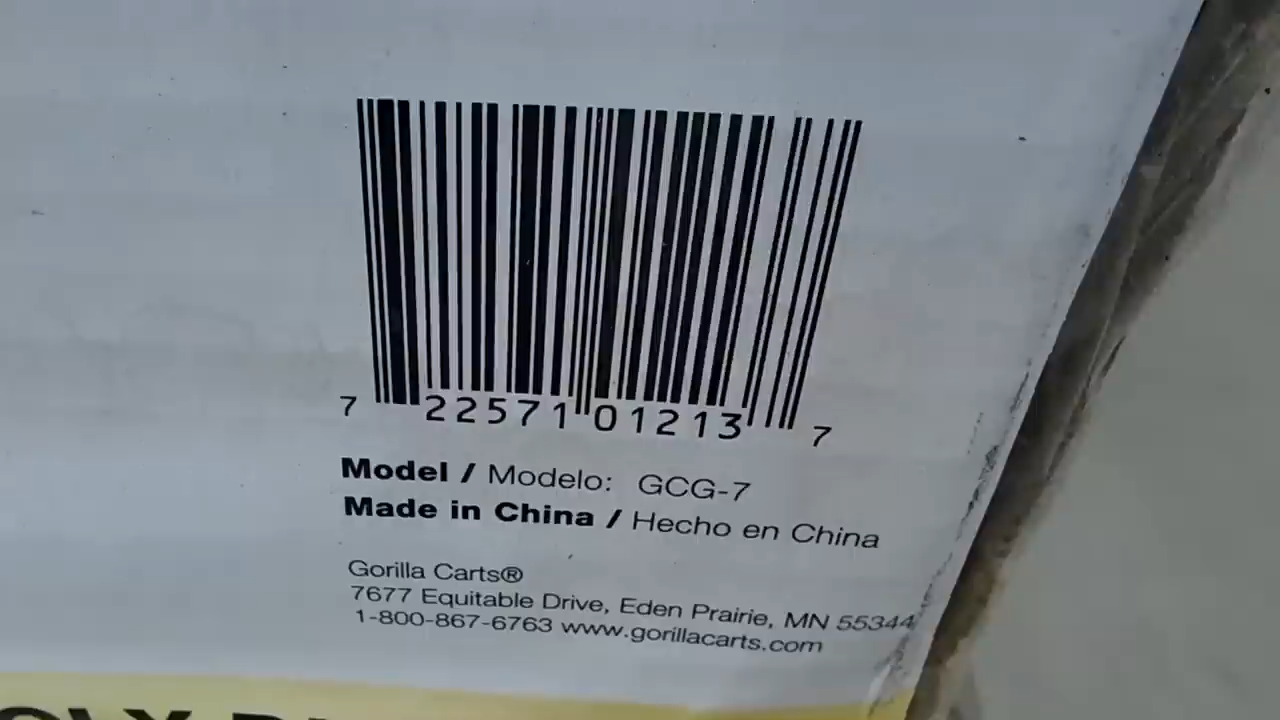 7 22571 01213 7
Model / Modelo: GCG-7
Made in China / Hecho en China
Gorilla Carts®
7677 Equitable Drive, Eden Prairie, MN 55344
1-800-867-6763 www.gorillacarts.com